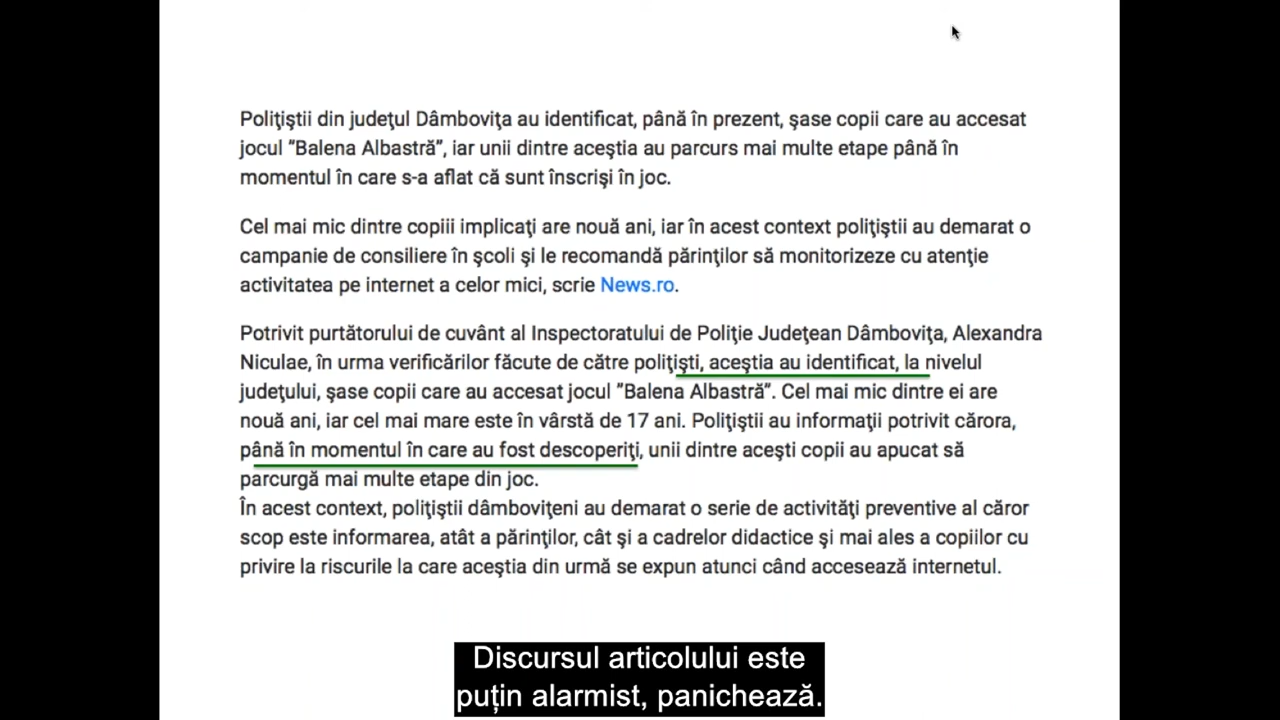 Poliţiştii din judeţul Dâmboviţa au identificat, până în prezent, şase copii care au accesat
jocul "Balena Albastră”, iar unii dintre aceştia au parcurs mai multe etape până în
momentul în care s-a aflat că sunt înscrişi în joc.
Cel mai mic dintre copiii implicaţi are nouă ani, iar în acest context poliţiştii au demarat o
campanie de consiliere în şcoli şi le recomandă părinţilor să monitorizeze cu atenţie
activitatea pe internet a celor mici, scrie News.ro.
Potrivit purtătorului de cuvânt al Inspectoratului de Poliţie Judeţean Dâmboviţa, Alexandra
Niculae, în urma verificărilor făcute de către poliţişti, aceştia au identificat, la nivelul
judeţului, şase copii care au accesat jocul ”Balena Albastră”. Cel mai mic dintre ei are
nouă ani, iar cel mai mare este în vârstă de 17 ani. Poliţiştii au informaţii potrivit cărora,
până în momentul în care au fost descoperiţi, unii dintre aceşti copii au apucat să
parcurgă mai multe etape din joc.
În acest context, poliţiştii dâmboviţeni au demarat o serie de activităţi preventive al căror
scop este informarea, atât a părinţilor, cât şi a cadrelor didactice şi mai ales a copiilor cu
privire la riscurile la care aceştia din urmă se expun atunci când accesează internetul.
Discursul articolului este
puțin alarmist, panichează.